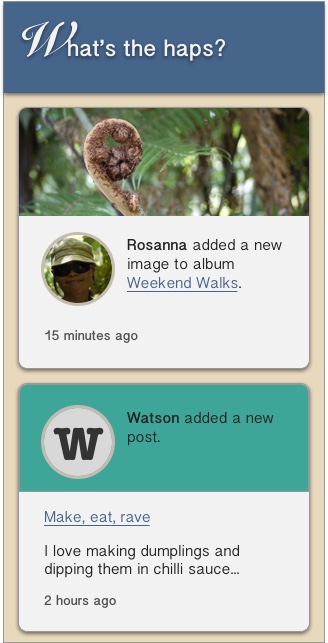 What's the haps?
Rosanna added a new
image to album
Weekend Walks.
15 minutes ago
W
Watson added a new
post.
Make, eat, rave
I love making dumplings and
dipping them in chilli sauce...
2 hours ago